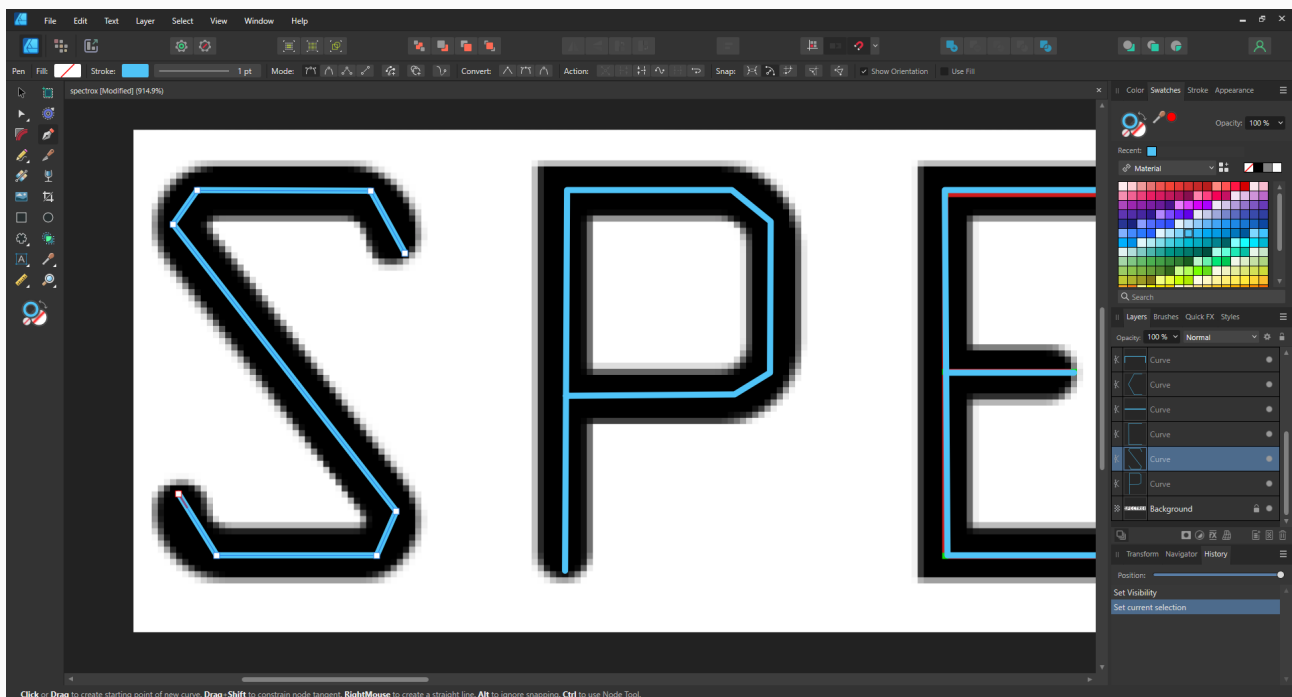 File Edit Text Layer Select View Window Help
Pen Fill: Stroke: 1 pt Mode: Convert: Action: Snap: Show Orientation Use Fill
spectrox [Modified] (914.9%)
SPE
Color Swatches Stroke Appearance
Opacity: 100 %
Recent:
Material
Search
Layers Brushes Quick FX Styles
Opacity: 100 % Normal
Curve
Curve
Curve
Curve
Curve
Curve
Background
Transform Navigator History
Position:
Set Visibility
Set current selection
Click or Drag to create starting point of new curve. Drag+Shift to constrain node tangent. RightMouse to create a straight line. Alt to ignore snapping. Ctrl to use Node Tool.